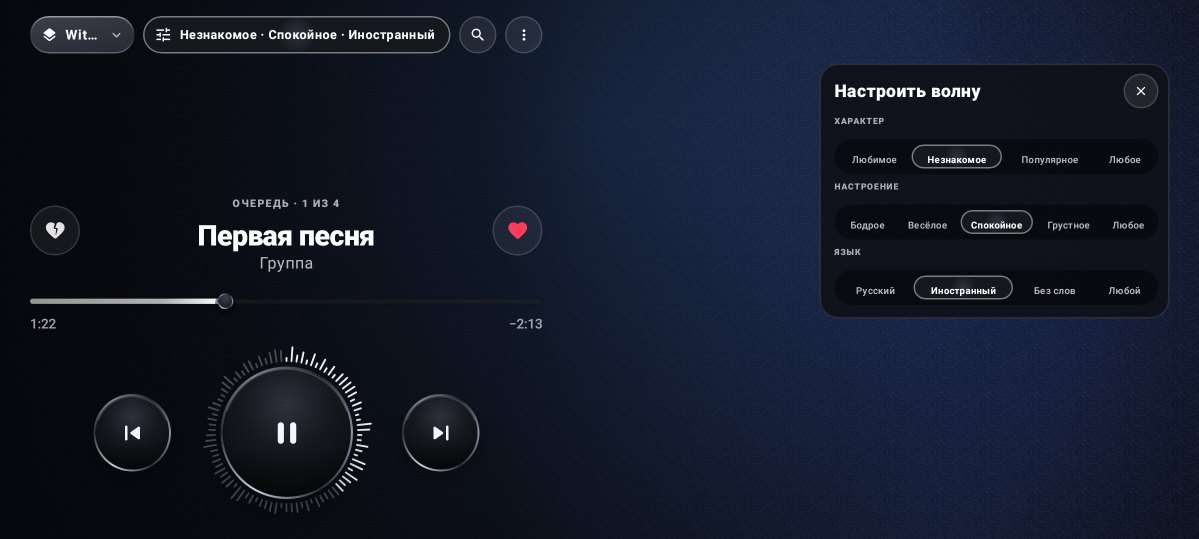 Wit…
Незнакомое · Спокойное · Иностранный
Настроить волну
ХАРАКТЕР
Любимое Незнакомое Популярное Любое
НАСТРОЕНИЕ
Бодрое Весёлое Спокойное Грустное Любое
ЯЗЫК
Русский Иностранный Без слов Любой
ОЧЕРЕДЬ · 1 ИЗ 4
Первая песня
Группа
1:22
−2:13